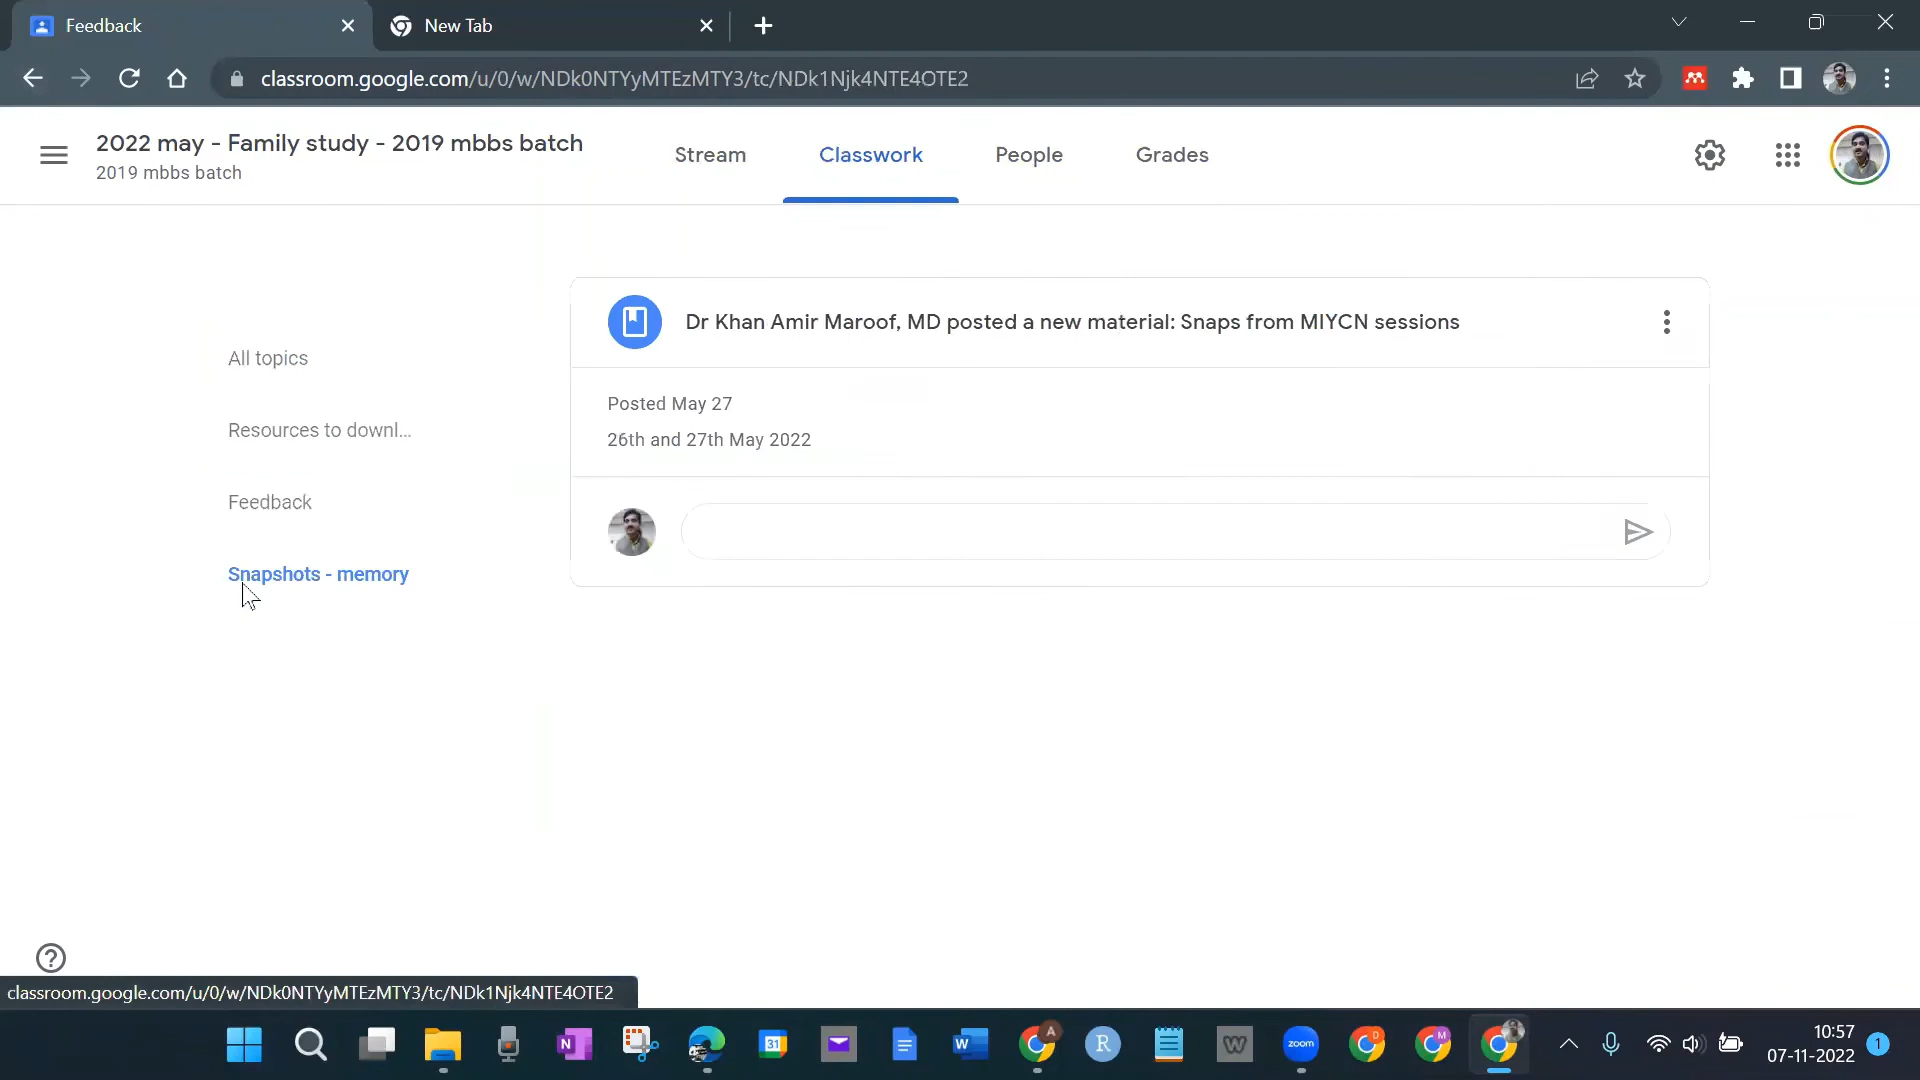 Feedback
New Tab
classroom.google.com/u/0/w/NDk0NTYyMTEzMTY3/tc/NDk1Njk4NTE4OTE2
2022 may - Family study - 2019 mbbs batch
2019 mbbs batch
Stream
Classwork
People
Grades
Dr Khan Amir Maroof, MD posted a new material: Snaps from MIYCN sessions
All topics
Posted May 27
Resources to downl...
26th and 27th May 2022
Feedback
Snapshots - memory
classroom.google.com/u/0/w/NDk0NTYyMTEzMTY3/tc/NDk1Njk4NTE4OTE2
N
31
W
A
R
W
zoom
D
M
10:57
07-11-2022
1